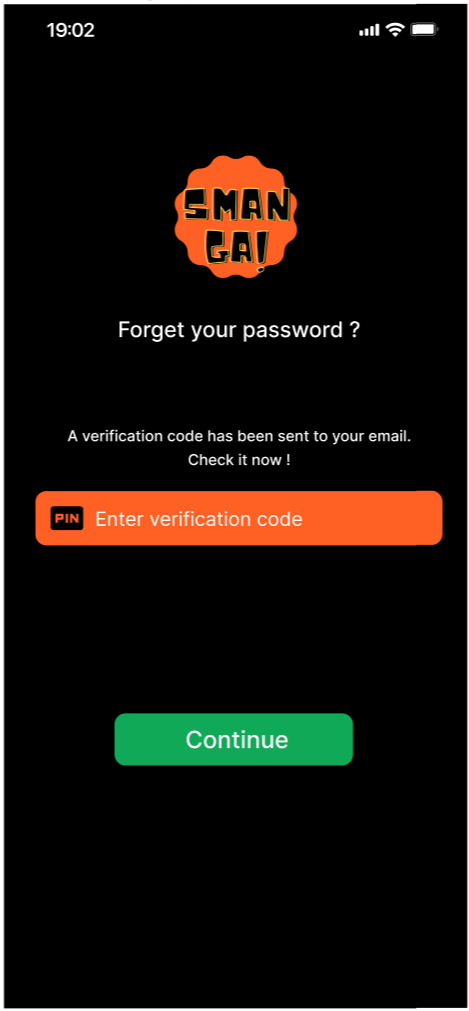 19:02
SMAN
GA!
Forget your password ?
A verification code has been sent to your email.
Check it now !
PIN Enter verification code
Continue